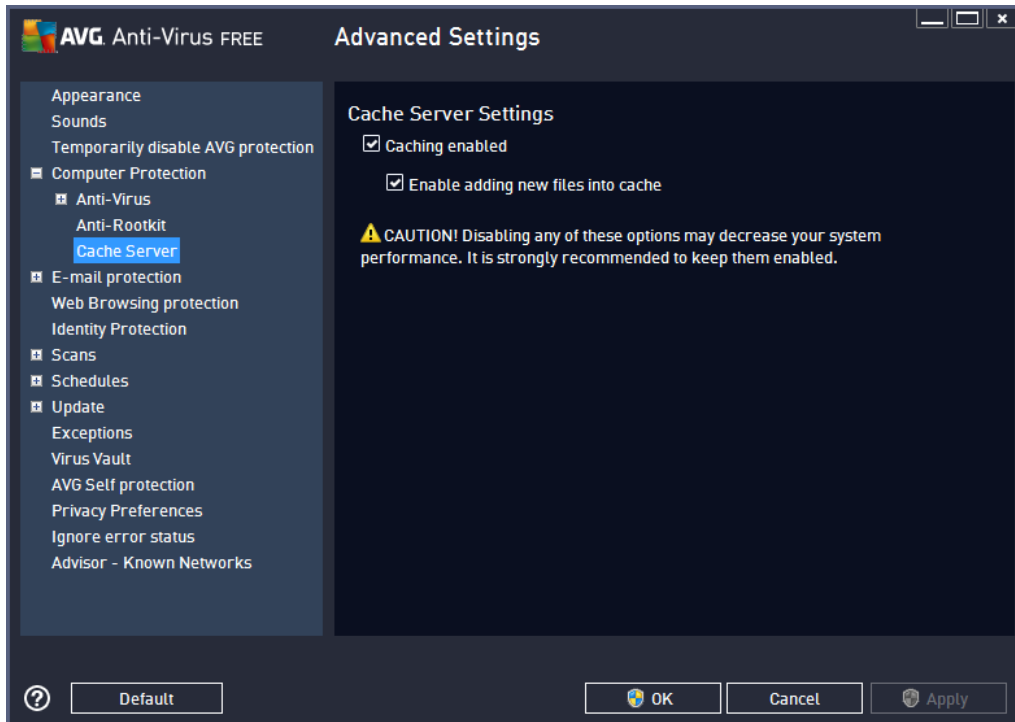 AVG. Anti-Virus FREE
Advanced Settings
Appearance
Sounds
Temporarily disable AVG protection
Computer Protection
Anti-Virus
Anti-Rootkit
Cache Server
E-mail protection
Web Browsing protection
Identity Protection
Scans
Schedules
Update
Exceptions
Virus Vault
AVG Self protection
Privacy Preferences
Ignore error status
Advisor - Known Networks
Cache Server Settings
Caching enabled
Enable adding new files into cache
CAUTION! Disabling any of these options may decrease your system
performance. It is strongly recommended to keep them enabled.
Default
OK
Cancel
Apply